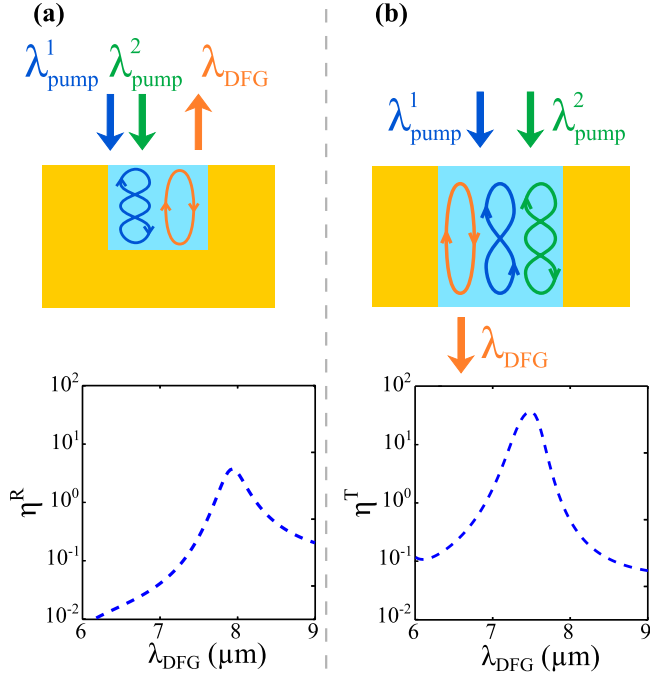 (a)
λ¹pump λ²pump λDFG
10² 10¹ 10⁰ 10⁻¹ 10⁻²
ηᴿ
6 7 8 9
λDFG (μm)
(b)
λ¹pump λ²pump
λDFG
10² 10¹ 10⁰ 10⁻¹ 10⁻²
ηᵀ
6 7 8 9
λDFG (μm)